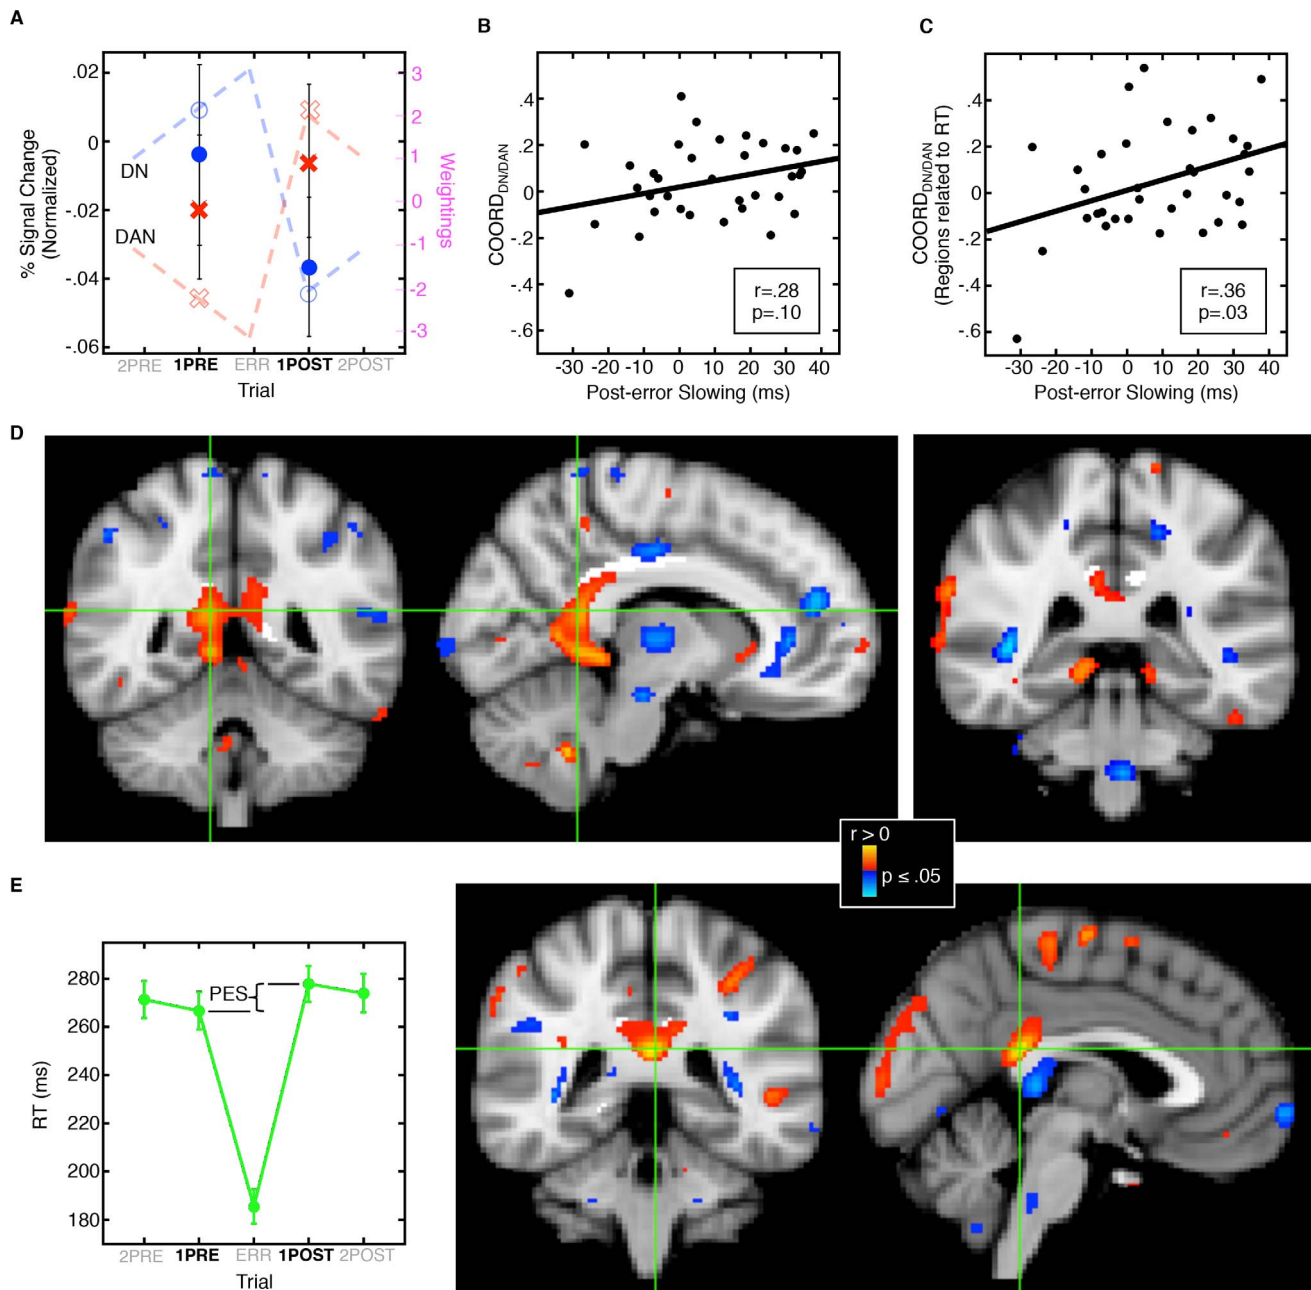 A
% Signal Change
(Normalized)
.02
0
-.02
-.04
-.06
DN
DAN
3
2
1
0
-1
-2
-3
Weightings
2PRE 1PRE ERR 1POST 2POST
Trial
B
COORD DN/DAN
.4
.2
0
-.2
-.4
-.6
r=.28
p=.10
-30 -20 -10 0 10 20 30 40
Post-error Slowing (ms)
C
COORD DN/DAN
(Regions related to RT)
.4
.2
0
-.2
-.4
-.6
r=.36
p=.03
-30 -20 -10 0 10 20 30 40
Post-error Slowing (ms)
D
r > 0
p ≤ .05
E
RT (ms)
280
260
240
220
200
180
PES
2PRE 1PRE ERR 1POST 2POST
Trial